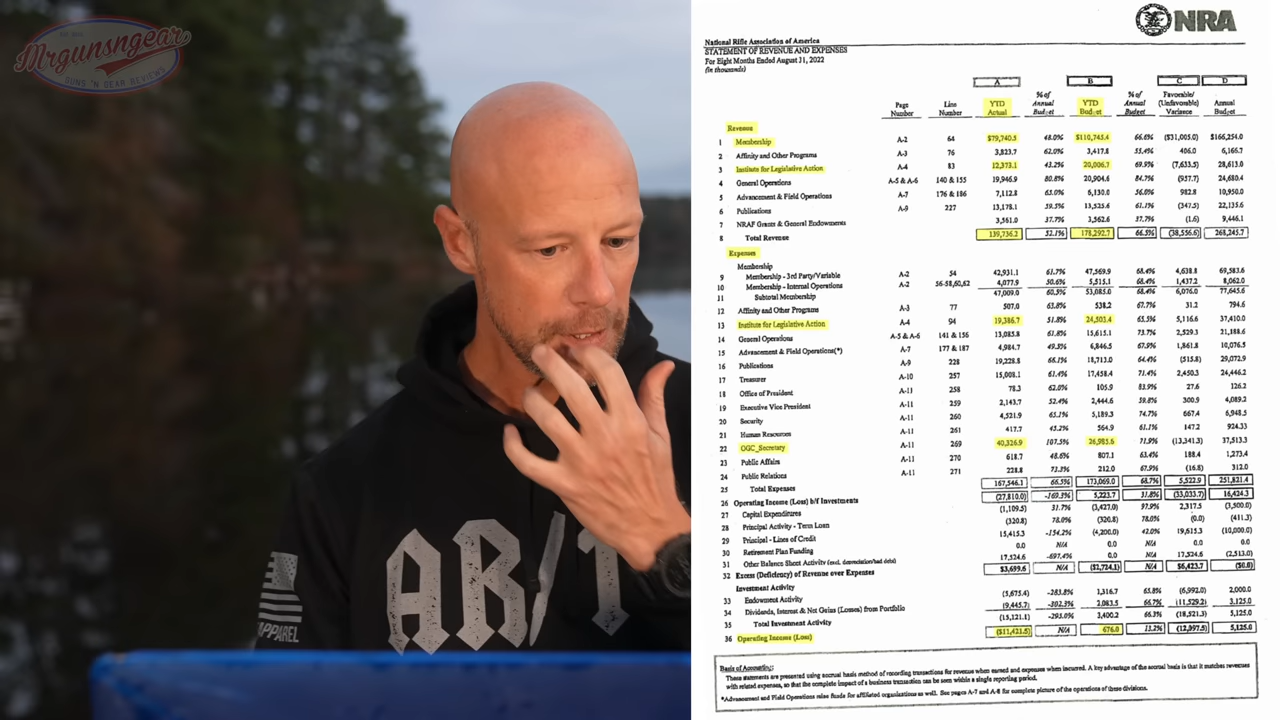 EST. 2011
Mrgunsngear
GUNS 'N GEAR REVIEWS
AR/T
APPAREL
NRA
National Rifle Association of America
STATEMENT OF REVENUE AND EXPENSES
For Eight Months Ended August 31, 2022
(in thousands)
A B C D
Page Number Line Number YTD Actual % of Annual Budget YTD Budget % of Annual Budget Favorable/ (Unfavorable) Variance Annual Budget
Revenue
1 Membership A-2 64 $79,740.5 48.0% $110,745.4 66.6% ($31,005.0) $166,254.0
2 Affinity and Other Programs A-3 76 3,823.7 62.0% 3,417.8 55.4% 406.0 6,166.7
3 Institute for Legislative Action A-4 83 12,373.1 43.2% 20,006.7 69.9% (7,633.5) 28,613.0
4 General Operations A-5 & A-6 140 & 155 19,946.9 80.8% 20,904.6 84.7% (957.7) 24,680.4
5 Advancement & Field Operations A-7 176 & 186 7,112.8 65.0% 6,130.0 56.0% 982.8 10,950.0
6 Publications A-9 227 13,178.1 59.5% 13,525.6 61.1% (347.5) 22,135.6
7 NRAF Grants & General Endowments 3,561.0 37.7% 3,562.6 37.7% (1.6) 9,446.1
8 Total Revenue 139,736.2 52.1% 178,292.7 66.5% (38,556.6) 268,245.7
Expenses
Membership
9 Membership - 3rd Party/Variable A-2 54 42,931.1 61.7% 47,569.9 68.4% 4,638.8 69,583.6
10 Membership - Internal Operations A-2 56-58,60,62 4,077.9 50.6% 5,515.1 68.4% 1,437.2 8,062.0
11 Subtotal Membership 47,009.0 60.5% 53,085.0 68.4% 6,076.0 77,645.6
12 Affinity and Other Programs A-3 77 507.0 63.8% 538.2 67.7% 31.2 794.6
13 Institute for Legislative Action A-4 94 19,386.7 51.8% 24,503.4 65.5% 5,116.6 37,410.0
14 General Operations A-5 & A-6 141 & 156 13,085.8 61.8% 15,615.1 73.7% 2,529.3 21,188.6
15 Advancement & Field Operations(*) A-7 177 & 187 4,984.7 49.5% 6,846.5 67.9% 1,861.8 10,076.5
16 Publications A-9 228 19,228.8 66.1% 18,713.0 64.4% (515.8) 29,072.9
17 Treasurer A-10 257 15,008.1 61.4% 17,458.4 71.4% 2,450.3 24,446.2
18 Office of President A-11 258 78.3 62.0% 105.9 83.9% 27.6 126.2
19 Executive Vice President A-11 259 2,143.7 52.4% 2,444.6 59.8% 300.9 4,089.2
20 Security A-11 260 4,521.9 65.1% 5,189.3 74.7% 667.4 6,948.5
21 Human Resources A-11 261 417.7 45.2% 564.9 61.1% 147.2 924.33
22 OGC_Secretary A-11 269 40,326.9 107.5% 26,985.6 71.9% (13,341.3) 37,513.3
23 Public Affairs A-11 270 618.7 48.6% 807.1 63.4% 188.4 1,273.4
24 Public Relations A-11 271 228.8 73.3% 212.0 67.9% (16.8) 312.0
25 Total Expenses 167,546.1 66.5% 173,069.0 68.7% 5,522.9 251,821.4
26 Operating Income (Loss) b/f Investments (27,810.0) -169.3% 5,223.7 31.8% (33,033.7) 16,424.3
27 Capital Expenditures (1,109.5) 31.7% (3,427.0) 97.9% 2,317.5 (3,500.0)
28 Principal Activity - Term Loan (320.8) 78.0% (320.8) 78.0% (0.0) (411.3)
29 Principal - Lines of Credit 15,415.3 -154.2% (4,200.0) 42.0% 19,615.3 (10,000.0)
30 Retirement Plan Funding 0.0 N/A 0.0 N/A 0.0 0.0
31 Other Balance Sheet Activity (excl. depreciation/bad debt) 17,524.6 -697.4% 0.0 N/A 17,524.6 (2,513.0)
32 Excess (Deficiency) of Revenue over Expenses $3,699.6 N/A ($2,724.1) N/A $6,423.7 ($0.0)
Investment Activity
33 Endowment Activity (5,675.4) -283.8% 1,316.7 65.8% (6,992.0) 2,000.0
34 Dividends, Interest & Net Gains (Losses) from Portfolio (9,445.7) -302.3% 2,083.5 66.7% (11,529.2) 3,125.0
35 Total Investment Activity (15,121.1) -295.0% 3,400.2 66.3% (18,521.3) 5,125.0
36 Operating Income (Loss) ($11,421.5) N/A 676.0 13.2% (12,097.5) 5,125.0
Basis of Accounting:
These statements are presented using accrual basis method of recording transactions for revenue when earned and expenses when incurred. A key advantage of the accrual basis is that it matches revenues
with related expenses, so that the complete impact of a business transaction can be seen within a single reporting period.
*Advancement and Field Operations raise funds for affiliated organizations as well. See pages A-7 and A-8 for complete picture of the operations of these divisions.